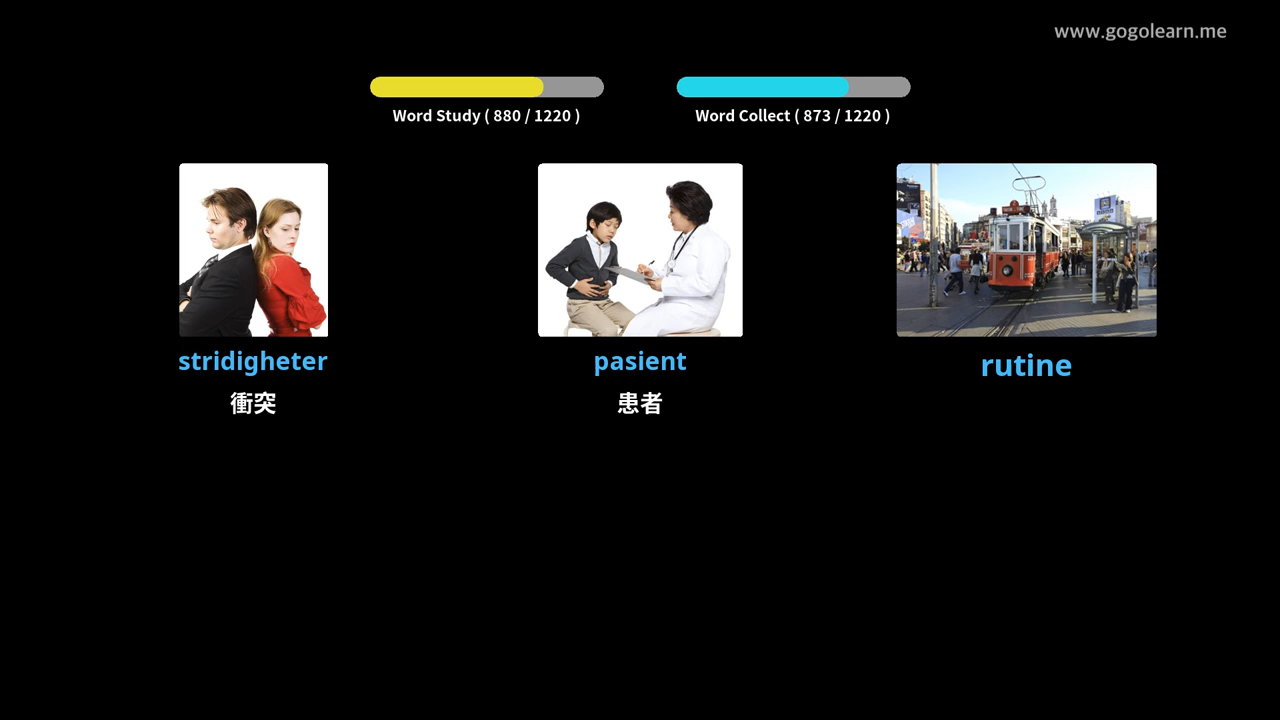 www.gogolearn.me
Word Study ( 880 / 1220 )
Word Collect ( 873 / 1220 )
stridigheter
衝突
pasient
患者
rutine